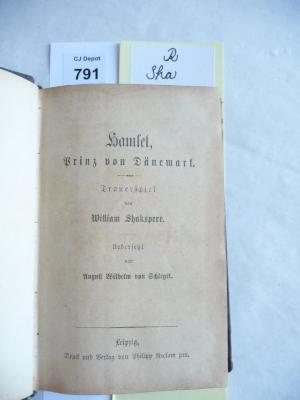 CJ Depot
791
R
Sha
Hamlet,
Prinz von Dänemark.
Trauerspiel
von
William Shakspere.
Uebersetzt
von
August Wilhelm von Schlegel.
Leipzig,
Druck und Verlag von Philipp Reclam jun.